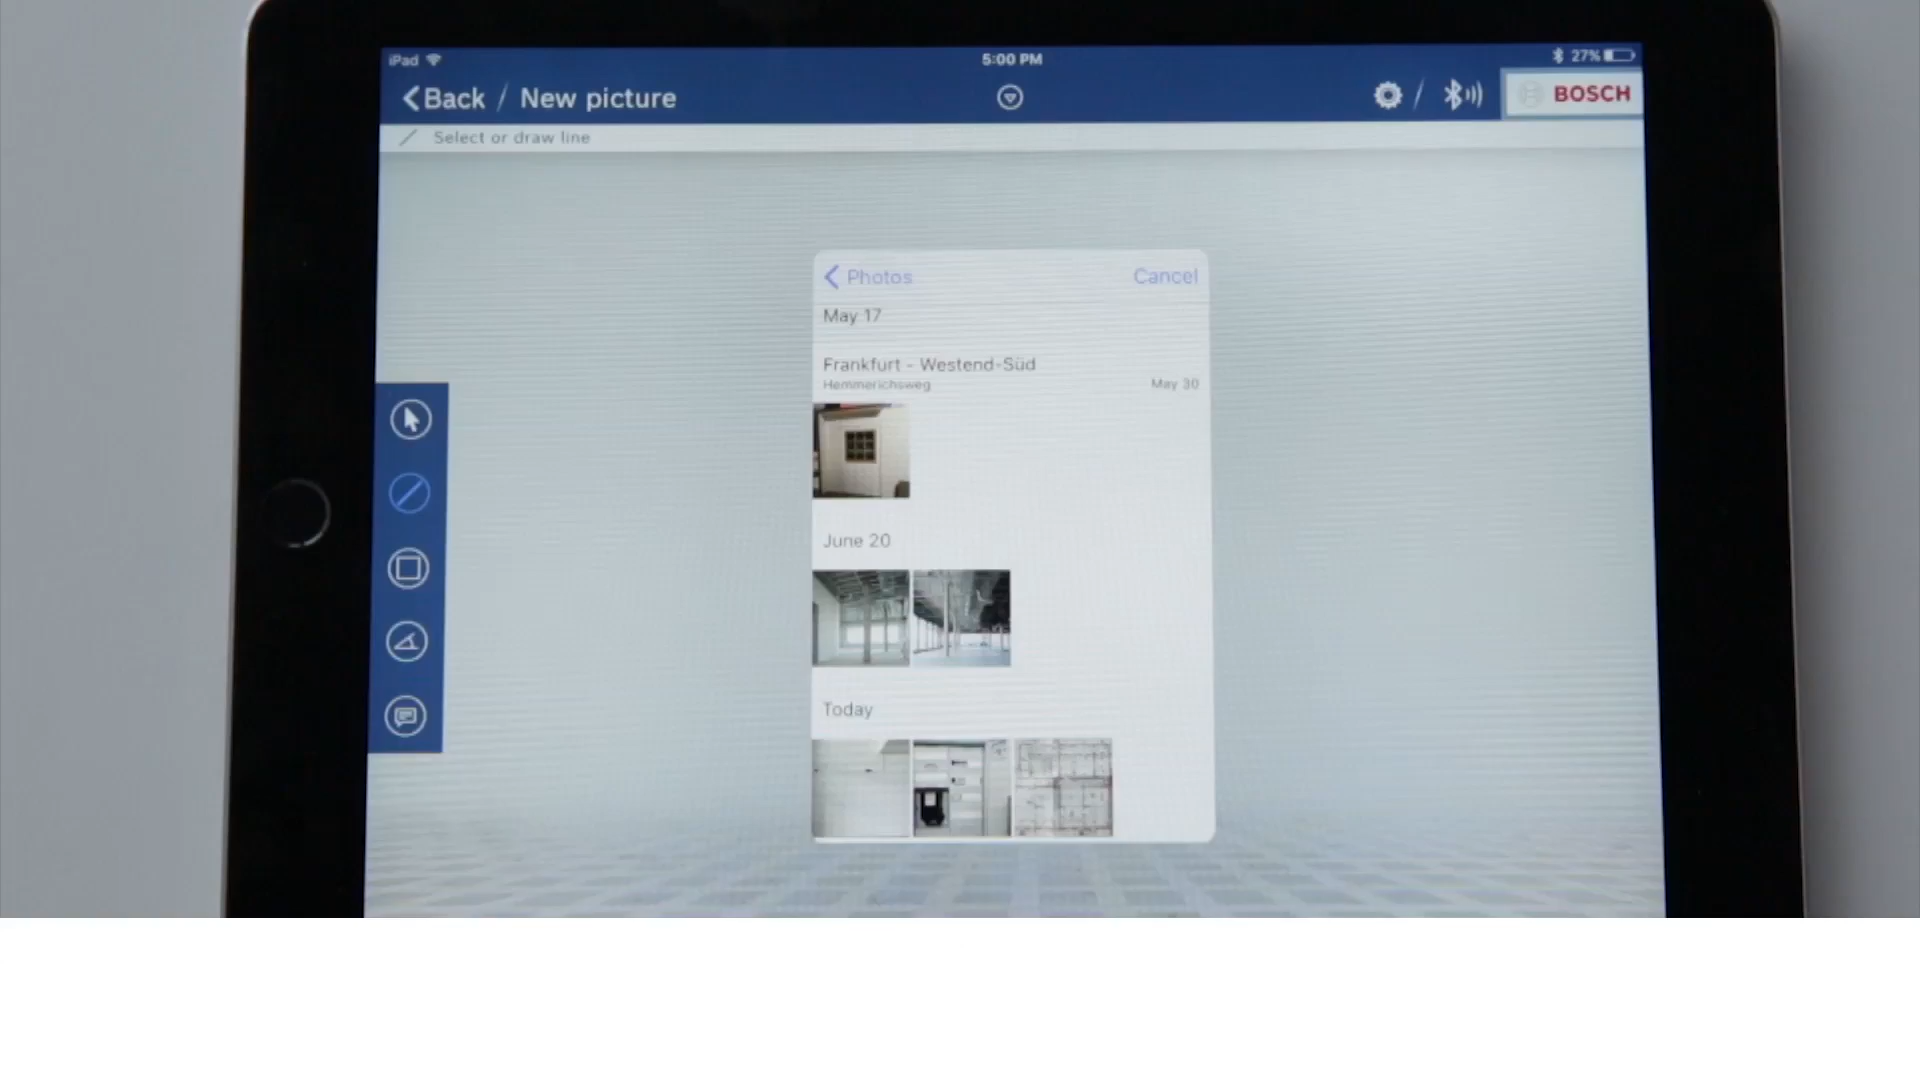 iPad 5:00 PM 27%
Back / New picture BOSCH
Select or draw line
Photos Cancel
May 17
Frankfurt - Westend-Süd
Hemmerichsweg May 30
June 20
Today